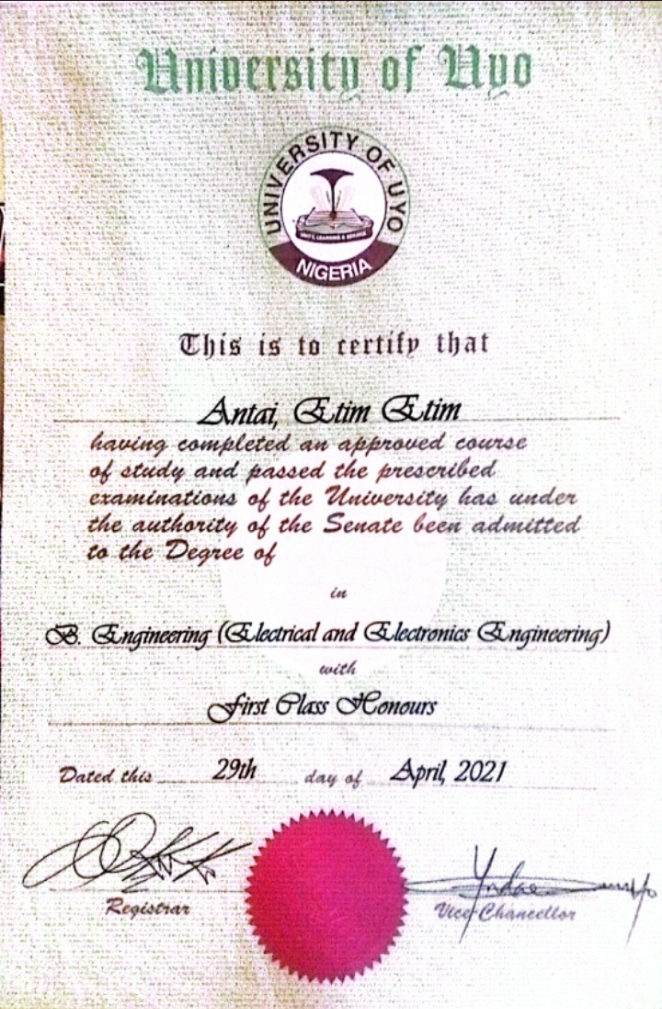 University of Uyo
UNIVERSITY OF UYO
NIGERIA
This is to certify that
Antai, Etim Etim
having completed an approved course
of study and passed the prescribed
examinations of the University has under
the authority of the Senate been admitted
to the Degree of
in
B. Engineering (Electrical and Electronics Engineering)
with
First Class Honours
Dated this 29th day of April, 2021
Registrar
Vice-Chancellor